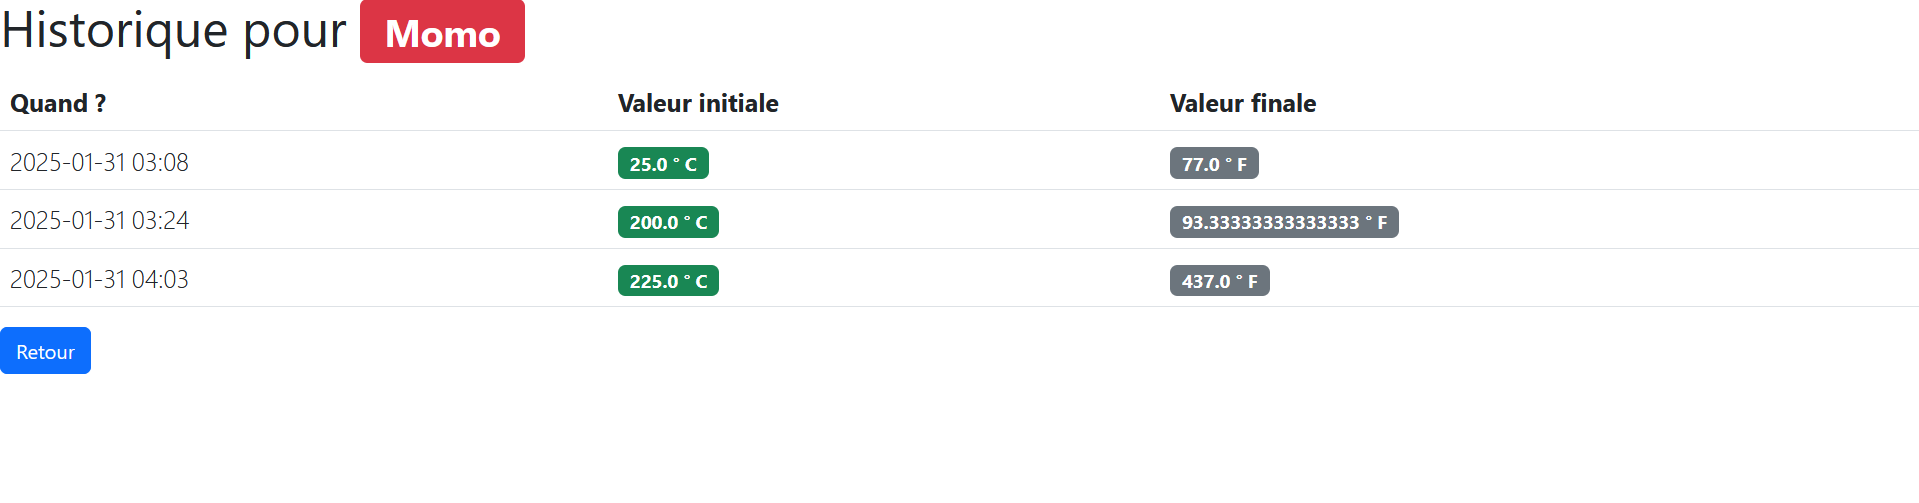 Historique pour Momo
Quand ? Valeur initiale Valeur finale
2025-01-31 03:08 25.0 ° C 77.0 ° F
2025-01-31 03:24 200.0 ° C 93.33333333333333 ° F
2025-01-31 04:03 225.0 ° C 437.0 ° F
Retour